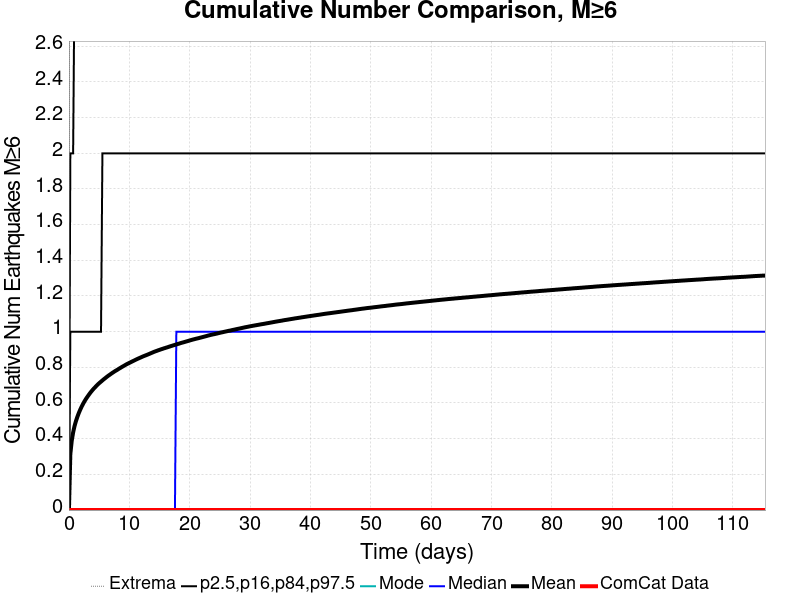 Cumulative Number Comparison, M≥6
Cumulative Num Earthquakes M≥6
2.6
2.4
2.2
2
1.8
1.6
1.4
1.2
1
0.8
0.6
0.4
0.2
0
0 10 20 30 40 50 60 70 80 90 100 110
Time (days)
Extrema p2.5,p16,p84,p97.5 Mode Median Mean ComCat Data